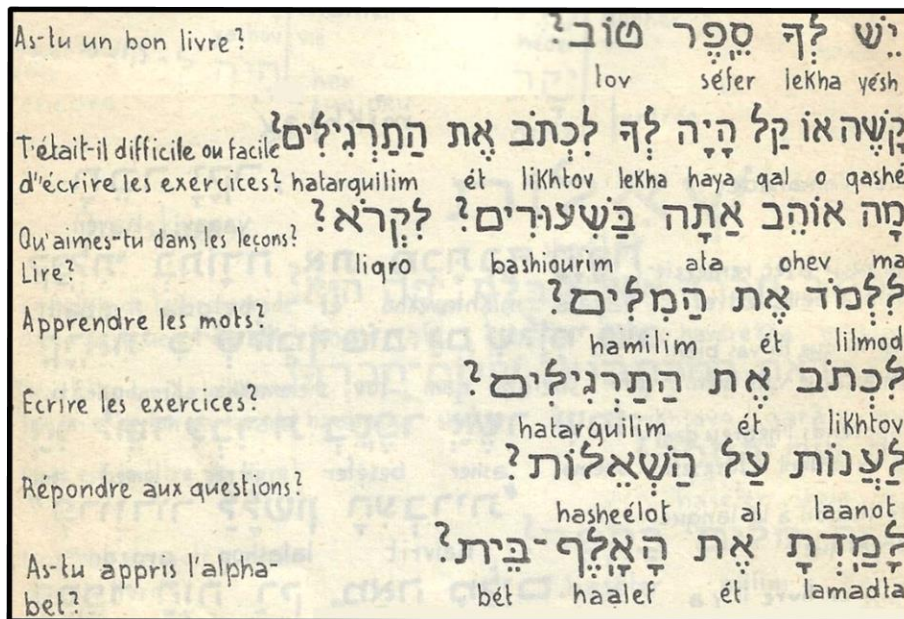 As-tu un bon livre?
יֵשׁ לְךָ סֵפֶר טוֹב?
tov séfer lekha yésh
קָשֶׁה אוֹ קַל הָיָה לְךָ לִכְתֹּב אֶת הַתַּרְגִּילִים?
T'était-il difficile ou facile
d'écrire les exercices?
hatarguilim ét likhtov lekha haya qal o qashé
מָה אוֹהֵב אַתָּה בַּשִּׁעוּרִים? לִקְרֹא?
Qu'aimes-tu dans les leçons?
Lire?
liqro bashiourim ata ohev ma
לִלְמֹד אֶת הַמִּלִּים?
Apprendre les mots?
hamilim ét lilmod
לִכְתֹּב אֶת הַתַּרְגִּילִים?
Ecrire les exercices?
hatarguilim ét likhtov
לַעֲנוֹת עַל הַשְּׁאֵלוֹת?
Répondre aux questions?
hasheélot al laanot
לָמַדְתָּ אֶת הָאָלֶף-בֵּית?
As-tu appris l'alpha-
bet?
bét haalef ét lamadta